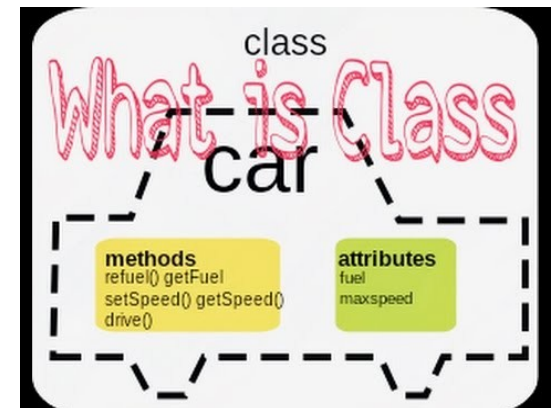 class
What is Class
car
methods
refuel() getFuel
setSpeed() getSpeed()
drive()
attributes
fuel
maxspeed